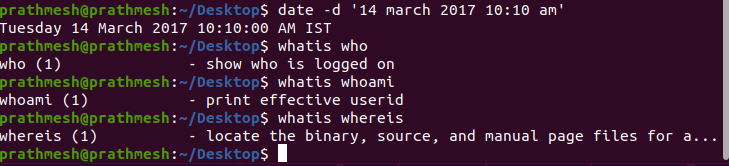 prathmesh@prathmesh:~/Desktop$ date -d '14 march 2017 10:10 am'
Tuesday 14 March 2017 10:10:00 AM IST
prathmesh@prathmesh:~/Desktop$ whatis who
who (1)              - show who is logged on
prathmesh@prathmesh:~/Desktop$ whatis whoami
whoami (1)           - print effective userid
prathmesh@prathmesh:~/Desktop$ whatis whereis
whereis (1)          - locate the binary, source, and manual page files for a...
prathmesh@prathmesh:~/Desktop$